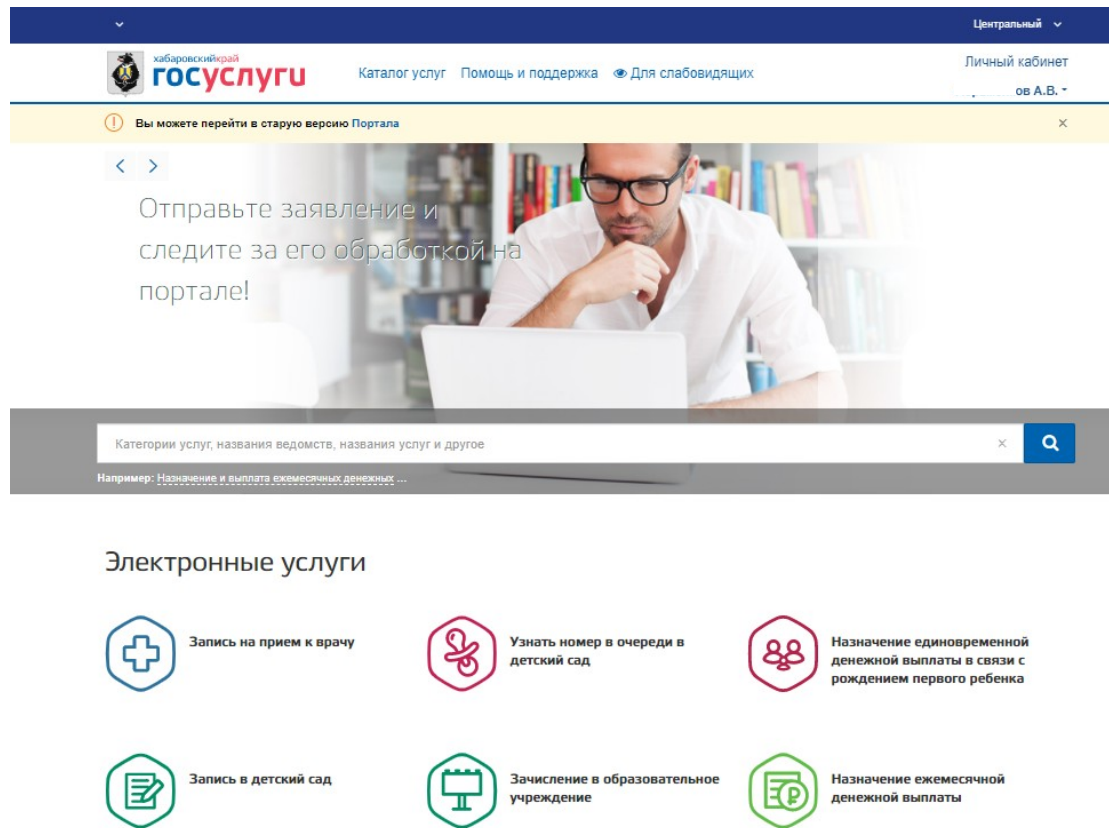 Центральный
хабаровскийкрай
госуслуги
Каталог услуг Помощь и поддержка Для слабовидящих
Личный кабинет
ов А.В.
Вы можете перейти в старую версию Портала
Отправьте заявление и
следите за его обработкой на
портале!
Категории услуг, названия ведомств, названия услуг и другое
Например: Назначение и выплата ежемесячных денежных ...
Электронные услуги
Запись на прием к врачу
Узнать номер в очереди в
детский сад
Назначение единовременной
денежной выплаты в связи с
рождением первого ребенка
Запись в детский сад
Зачисление в образовательное
учреждение
Назначение ежемесячной
денежной выплаты